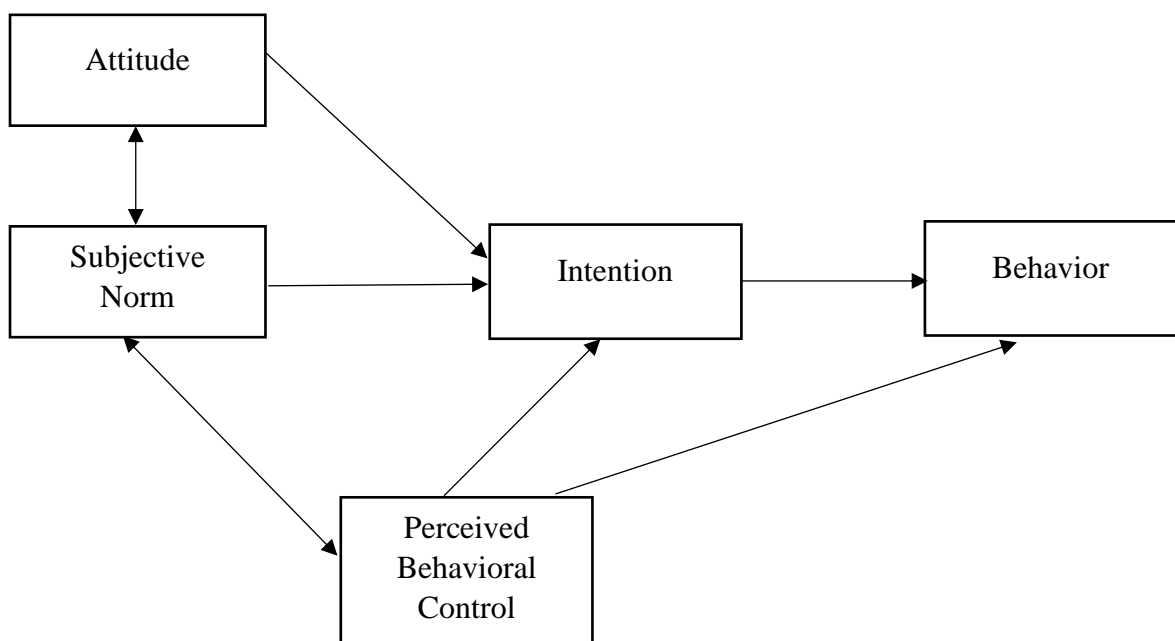 Attitude
Subjective
Norm
Intention
Behavior
Perceived
Behavioral
Control